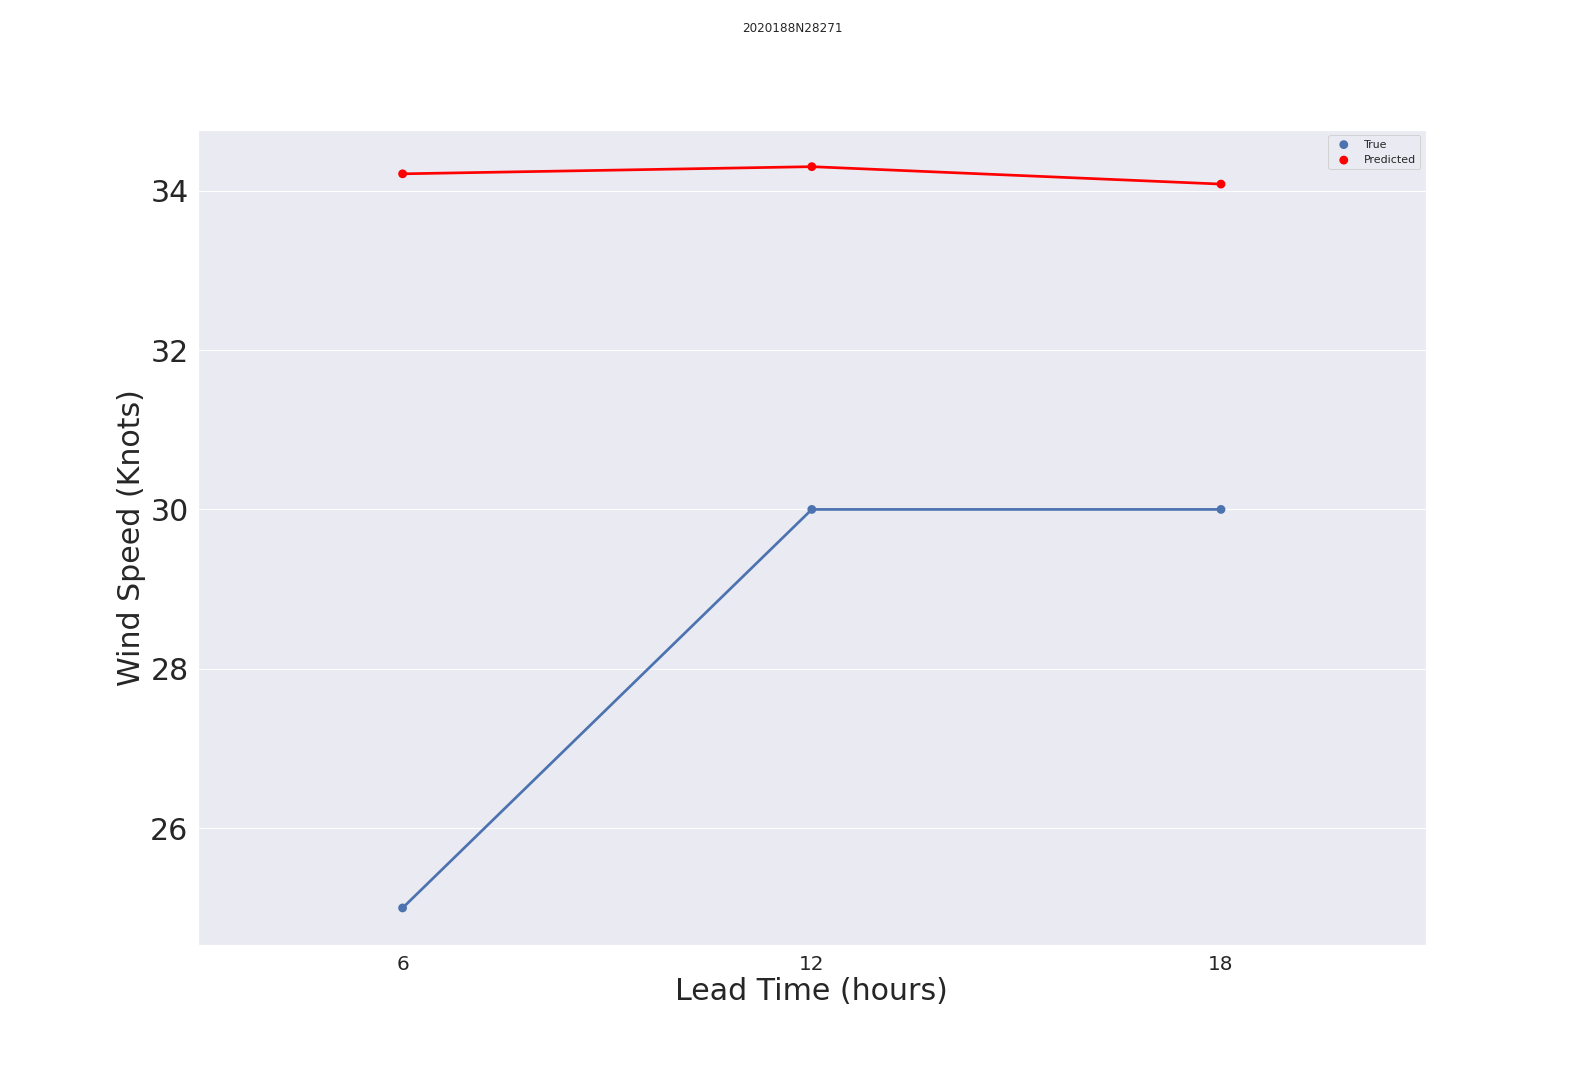 2020188N28271
True
Predicted
34
32
30
28
26
Wind Speed (Knots)
6
12
18
Lead Time (hours)